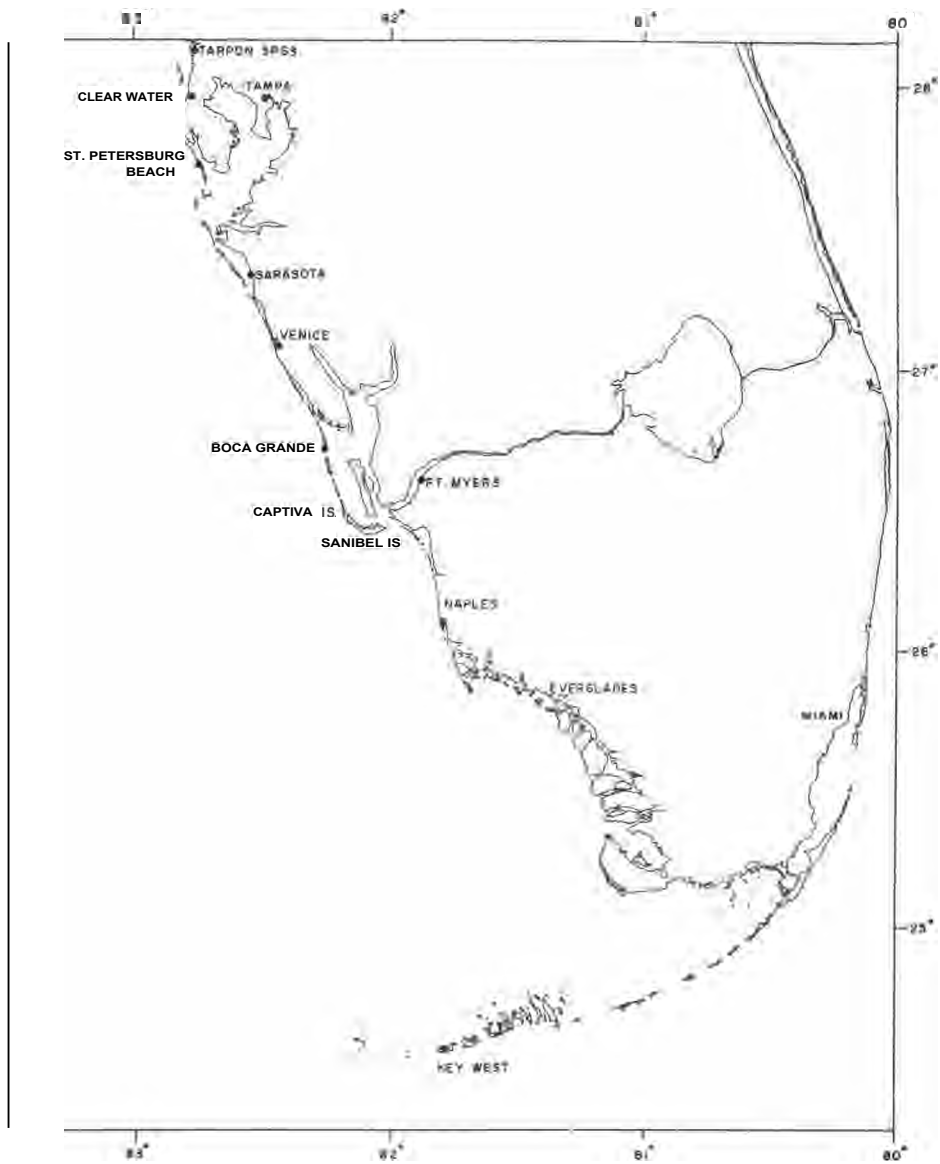 83
82°
81°
80
TARPON SPGS.
TAMPA
28°
CLEAR WATER
ST. PETERSBURG
BEACH
SARASOTA
VENICE
27°
BOCA GRANDE
FT. MYERS
CAPTIVA IS.
SANIBEL IS
NAPLES
26°
EVERGLADES
MIAMI
25°
KEY WEST
83°
82°
81°
80°